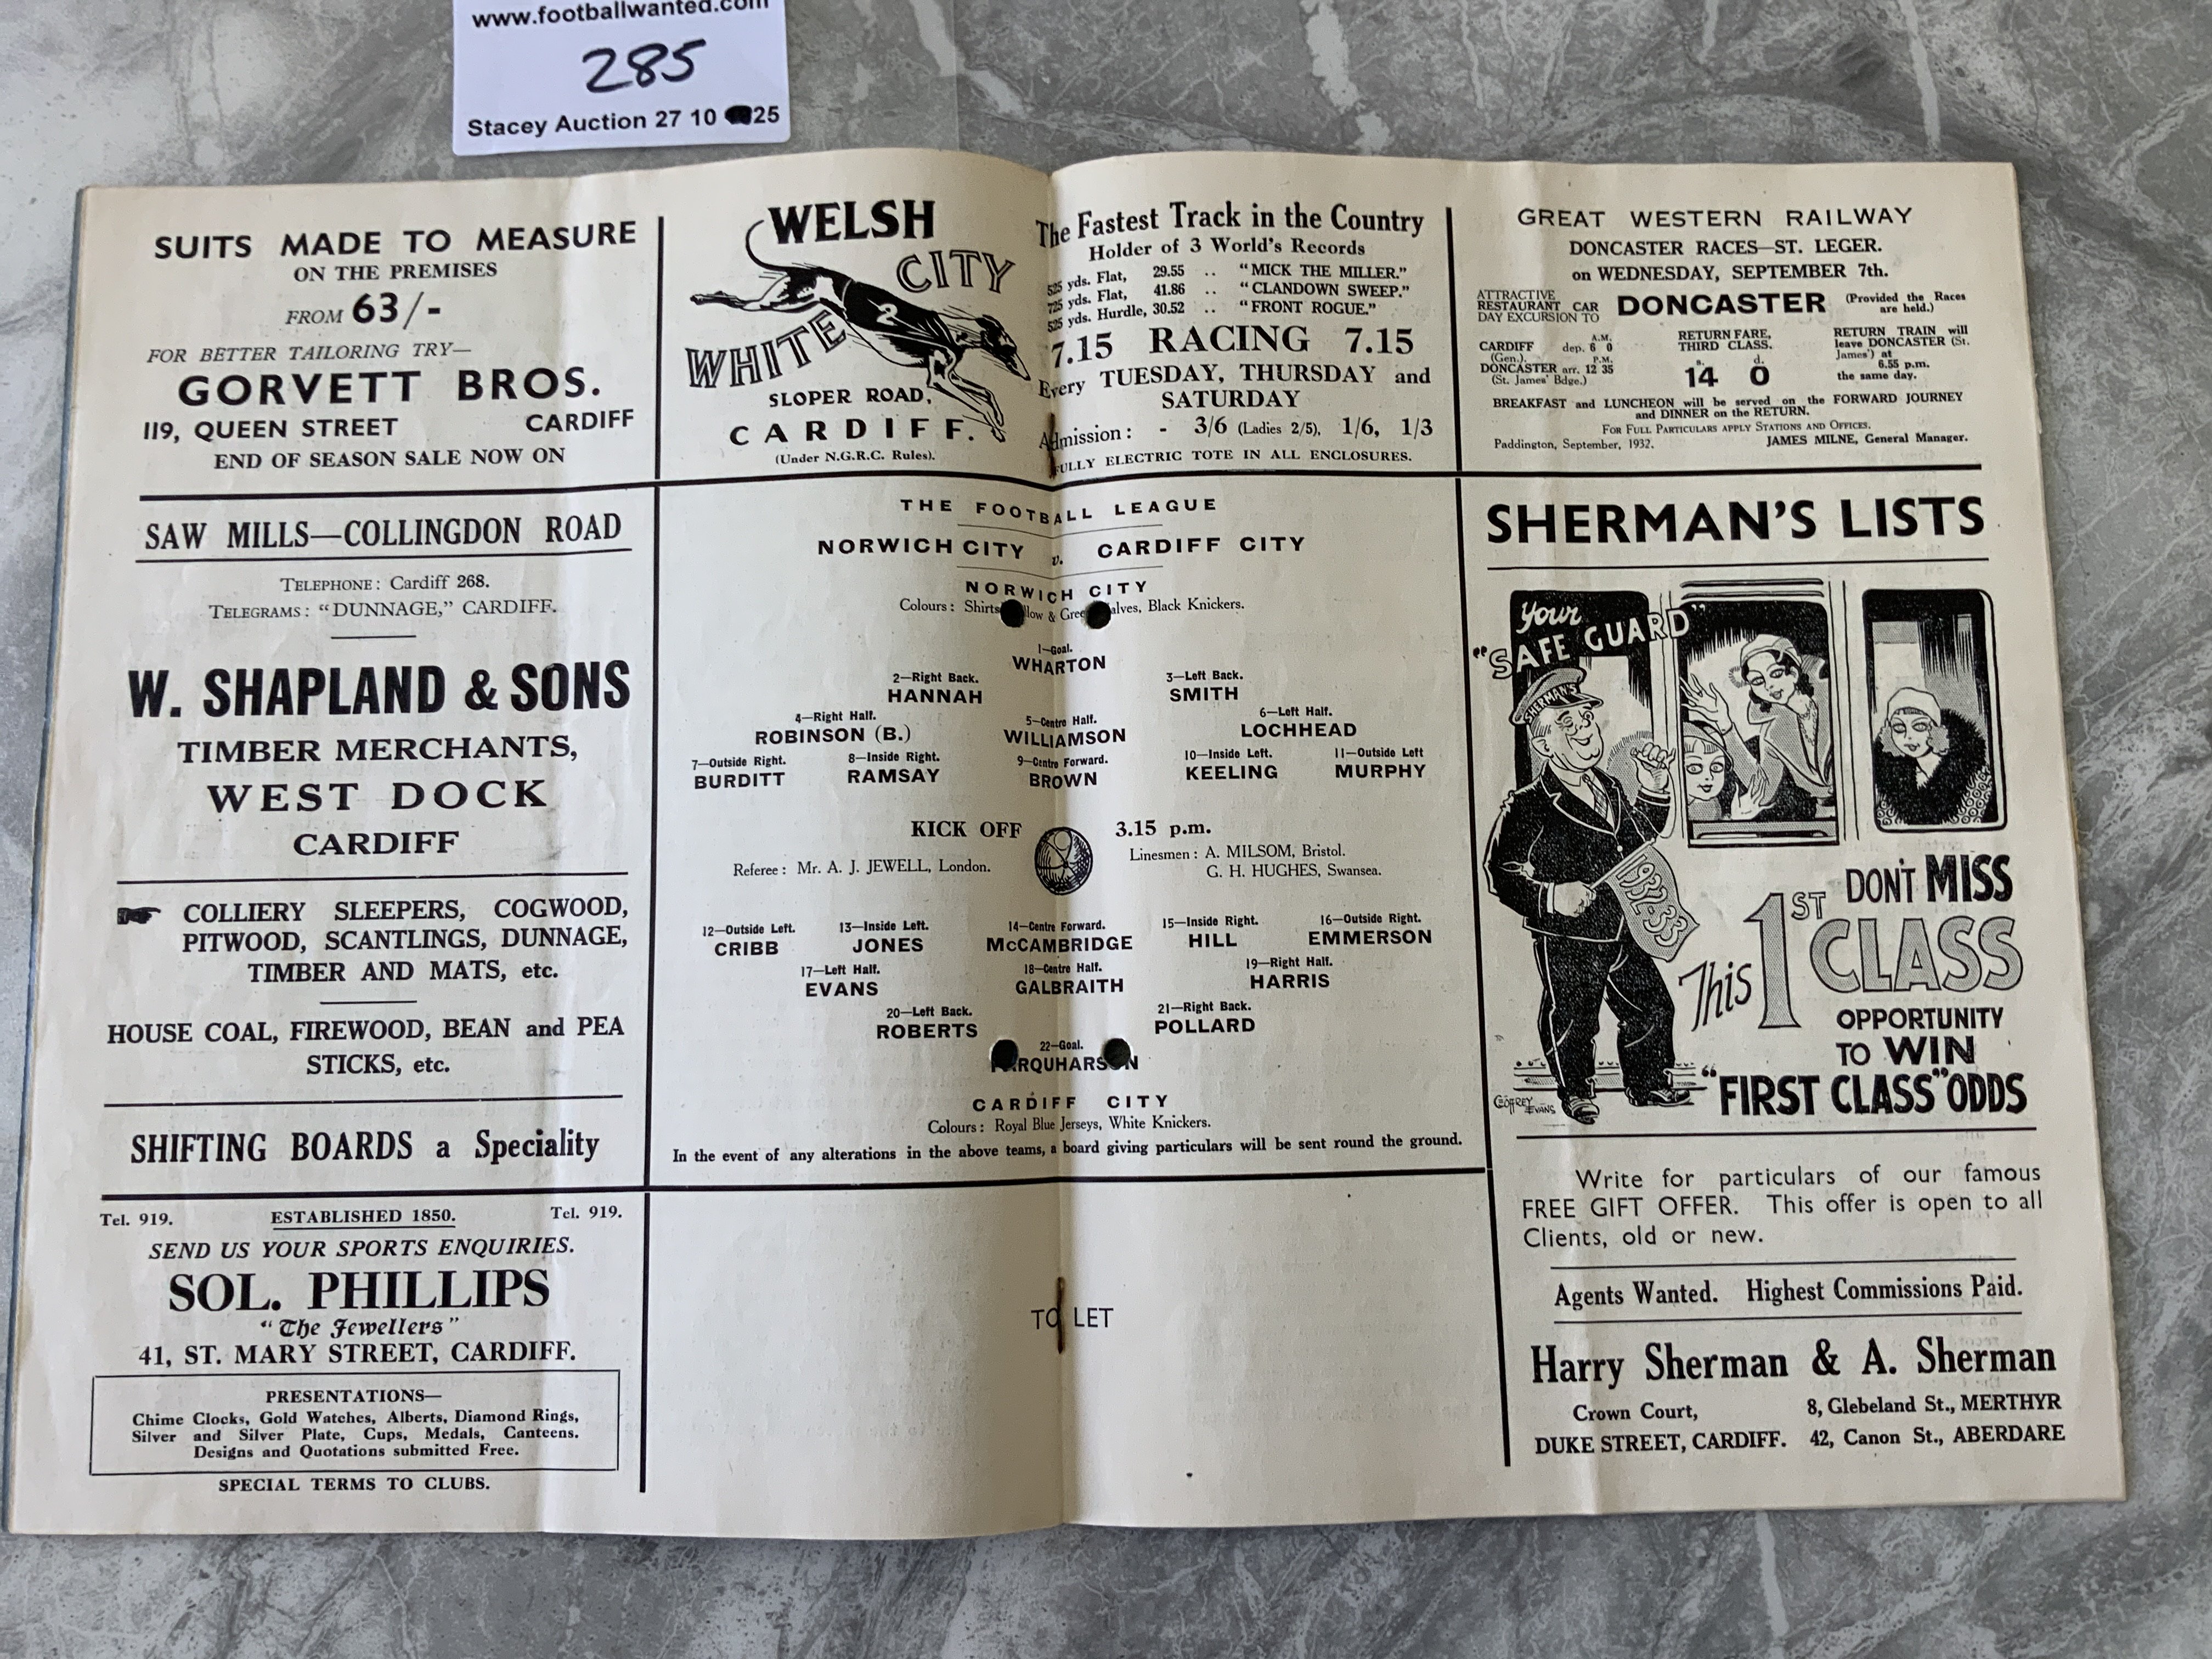 www.footballwanted.com
285
Stacey Auction 27 10 25
SUITS MADE TO MEASURE
ON THE PREMISES
FROM 63/-
FOR BETTER TAILORING TRY—
GORVETT BROS.
119, QUEEN STREET CARDIFF
END OF SEASON SALE NOW ON
SAW MILLS—COLLINGDON ROAD
TELEPHONE: Cardiff 268.
TELEGRAMS: "DUNNAGE," CARDIFF.
W. SHAPLAND & SONS
TIMBER MERCHANTS,
WEST DOCK
CARDIFF
COLLIERY SLEEPERS, COGWOOD,
PITWOOD, SCANTLINGS, DUNNAGE,
TIMBER AND MATS, etc.
HOUSE COAL, FIREWOOD, BEAN and PEA
STICKS, etc.
SHIFTING BOARDS a Speciality
Tel. 919. ESTABLISHED 1850. Tel. 919.
SEND US YOUR SPORTS ENQUIRIES.
SOL. PHILLIPS
"The Jewellers"
41, ST. MARY STREET, CARDIFF.
PRESENTATIONS—
Chime Clocks, Gold Watches, Alberts, Diamond Rings,
Silver and Silver Plate, Cups, Medals, Canteens.
Designs and Quotations submitted Free.
SPECIAL TERMS TO CLUBS.
WELSH
WHITE CITY
2
SLOPER ROAD,
CARDIFF.
(Under N.G.R.C. Rules).
The Fastest Track in the Country
Holder of 3 World's Records
525 yds. Flat, 29.55 .. "MICK THE MILLER."
725 yds. Flat, 41.86 .. "CLANDOWN SWEEP."
525 yds. Hurdle, 30.52 .. "FRONT ROGUE."
7.15 RACING 7.15
Every TUESDAY, THURSDAY and
SATURDAY
Admission: - 3/6 (Ladies 2/5), 1/6, 1/3
FULLY ELECTRIC TOTE IN ALL ENCLOSURES.
THE FOOTBALL LEAGUE
NORWICH CITY v. CARDIFF CITY
NORWICH CITY
Colours: Shirts llow & Gree alves, Black Knickers.
1—Goal.
WHARTON
2—Right Back. 3—Left Back.
HANNAH SMITH
4—Right Half. 5—Centre Half. 6—Left Half.
ROBINSON (B.) WILLIAMSON LOCHHEAD
7—Outside Right. 8—Inside Right. 9—Centre Forward. 10—Inside Left. 11—Outside Left
BURDITT RAMSAY BROWN KEELING MURPHY
KICK OFF 3.15 p.m.
Referee: Mr. A. J. JEWELL, London.
Linesmen: A. MILSOM, Bristol.
G. H. HUGHES, Swansea.
12—Outside Left. 13—Inside Left. 14—Centre Forward. 15—Inside Right. 16—Outside Right.
CRIBB JONES McCAMBRIDGE HILL EMMERSON
17—Left Half. 18—Centre Half. 19—Right Half.
EVANS GALBRAITH HARRIS
20—Left Back. 21—Right Back.
ROBERTS POLLARD
22—Goal.
FARQUHARSON
CARDIFF CITY
Colours: Royal Blue Jerseys, White Knickers.
In the event of any alterations in the above teams, a board giving particulars will be sent round the ground.
TO LET
GREAT WESTERN RAILWAY
DONCASTER RACES—ST. LEGER.
on WEDNESDAY, SEPTEMBER 7th.
ATTRACTIVE
RESTAURANT CAR
DAY EXCURSION TO
DONCASTER
(Provided the Races
are held.)
A.M.
CARDIFF dep. 6 0
(Gen.). P.M.
DONCASTER arr. 12 35
(St. James' Bdge.)
RETURN FARE,
THIRD CLASS.
s. d.
14 0
RETURN TRAIN will
leave DONCASTER (St.
James') at
6.55 p.m.
the same day.
BREAKFAST and LUNCHEON will be served on the FORWARD JOURNEY
and DINNER on the RETURN.
FOR FULL PARTICULARS APPLY STATIONS AND OFFICES.
Paddington, September, 1932. JAMES MILNE, General Manager.
SHERMAN'S LISTS
Your
"SAFE GUARD"
SHERMAN'S
1932-33
DON'T MISS
This 1ST CLASS
OPPORTUNITY
TO WIN
"FIRST CLASS" ODDS
GEOFFREY EVANS
Write for particulars of our famous
FREE GIFT OFFER. This offer is open to all
Clients, old or new.
Agents Wanted. Highest Commissions Paid.
Harry Sherman & A. Sherman
Crown Court, 8, Glebeland St., MERTHYR
DUKE STREET, CARDIFF. 42, Canon St., ABERDARE